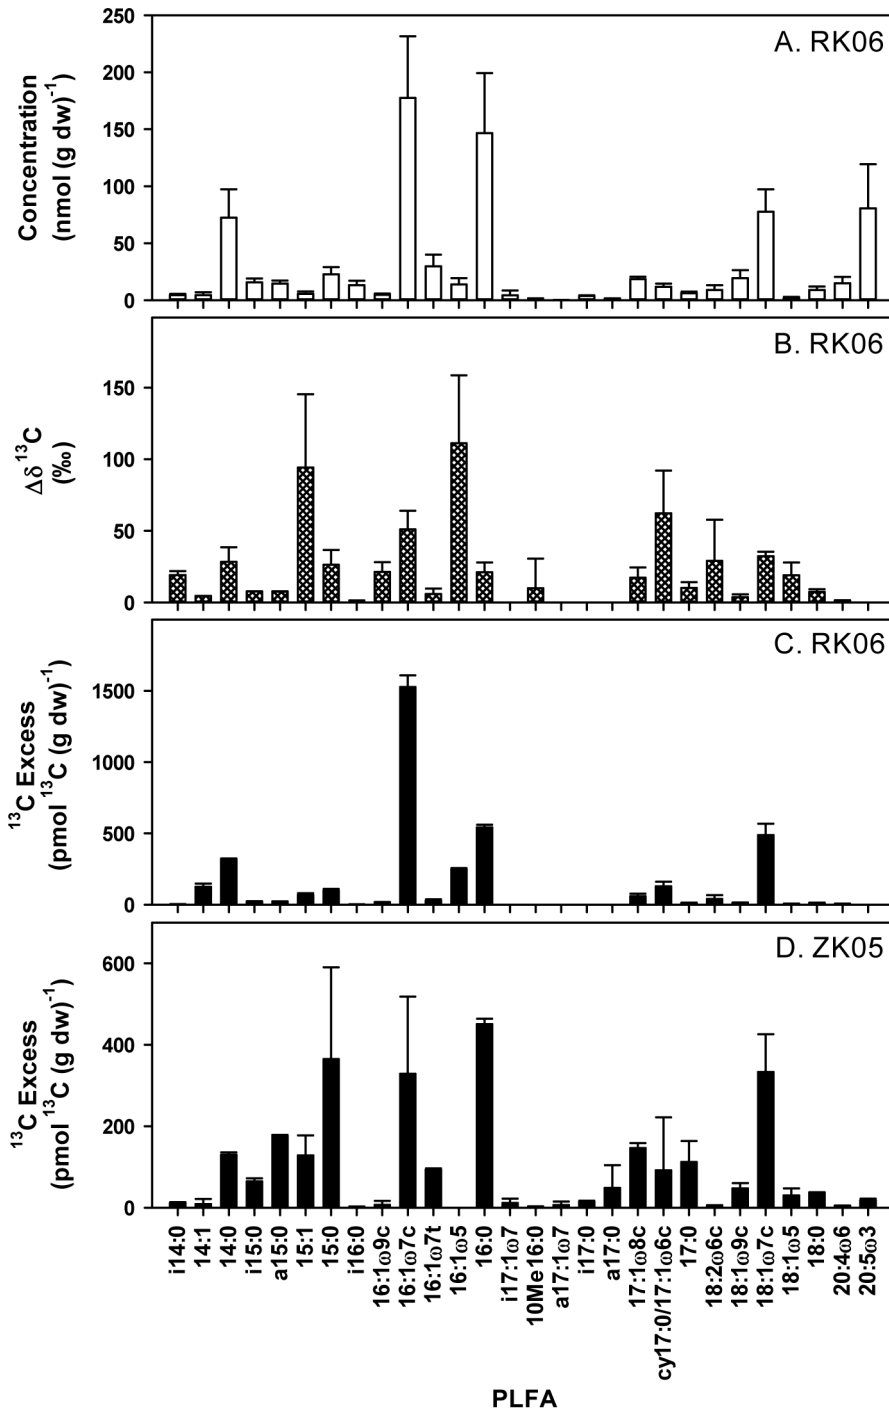 A. RK06
250
200
150
100
50
0
Concentration
(nmol (g dw)⁻¹
B. RK06
150
100
50
0
Δδ ¹³C
(‰)
C. RK06
1500
1000
500
0
¹³C Excess
(pmol ¹³C (g dw)⁻¹
D. ZK05
600
400
200
0
¹³C Excess
(pmol ¹³C (g dw)⁻¹
i14:0
14:1
14:0
i15:0
a15:0
15:1
15:0
i16:0
16:1ω9c
16:1ω7c
16:1ω7t
16:1ω5
16:0
i17:1ω7
10Me16:0
a17:1ω7
i17:0
a17:0
17:1ω8c
cy17:0/17:1ω6c
17:0
18:2ω6c
18:1ω9c
18:1ω7c
18:1ω5
18:0
20:4ω6
20:5ω3
PLFA